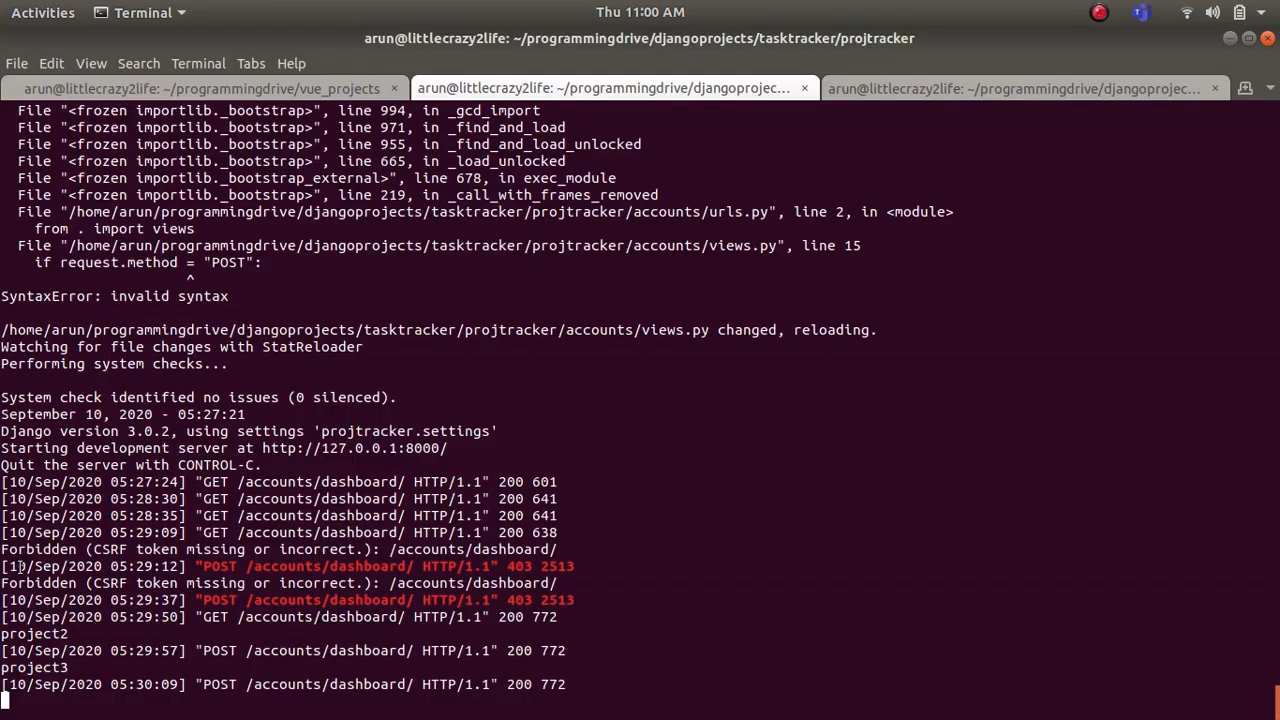 Activities Terminal Thu 11:00 AM
arun@littlecrazy2life: ~/programmingdrive/djangoprojects/tasktracker/projtracker
File Edit View Search Terminal Tabs Help
arun@littlecrazy2life: ~/programmingdrive/vue_projects × arun@littlecrazy2life: ~/programmingdrive/djangoprojec... × arun@littlecrazy2life: ~/programmingdrive/djangoprojec... ×
File "<frozen importlib._bootstrap>", line 994, in _gcd_import
File "<frozen importlib._bootstrap>", line 971, in _find_and_load
File "<frozen importlib._bootstrap>", line 955, in _find_and_load_unlocked
File "<frozen importlib._bootstrap>", line 665, in _load_unlocked
File "<frozen importlib._bootstrap_external>", line 678, in exec_module
File "<frozen importlib._bootstrap>", line 219, in _call_with_frames_removed
File "/home/arun/programmingdrive/djangoprojects/tasktracker/projtracker/accounts/urls.py", line 2, in <module>
from . import views
File "/home/arun/programmingdrive/djangoprojects/tasktracker/projtracker/accounts/views.py", line 15
if request.method = "POST":
^
SyntaxError: invalid syntax
/home/arun/programmingdrive/djangoprojects/tasktracker/projtracker/accounts/views.py changed, reloading.
Watching for file changes with StatReloader
Performing system checks...
System check identified no issues (0 silenced).
September 10, 2020 - 05:27:21
Django version 3.0.2, using settings 'projtracker.settings'
Starting development server at http://127.0.0.1:8000/
Quit the server with CONTROL-C.
[10/Sep/2020 05:27:24] "GET /accounts/dashboard/ HTTP/1.1" 200 601
[10/Sep/2020 05:28:30] "GET /accounts/dashboard/ HTTP/1.1" 200 641
[10/Sep/2020 05:28:35] "GET /accounts/dashboard/ HTTP/1.1" 200 641
[10/Sep/2020 05:29:09] "GET /accounts/dashboard/ HTTP/1.1" 200 638
Forbidden (CSRF token missing or incorrect.): /accounts/dashboard/
[10/Sep/2020 05:29:12] "POST /accounts/dashboard/ HTTP/1.1" 403 2513
Forbidden (CSRF token missing or incorrect.): /accounts/dashboard/
[10/Sep/2020 05:29:37] "POST /accounts/dashboard/ HTTP/1.1" 403 2513
[10/Sep/2020 05:29:50] "GET /accounts/dashboard/ HTTP/1.1" 200 772
project2
[10/Sep/2020 05:29:57] "POST /accounts/dashboard/ HTTP/1.1" 200 772
project3
[10/Sep/2020 05:30:09] "POST /accounts/dashboard/ HTTP/1.1" 200 772